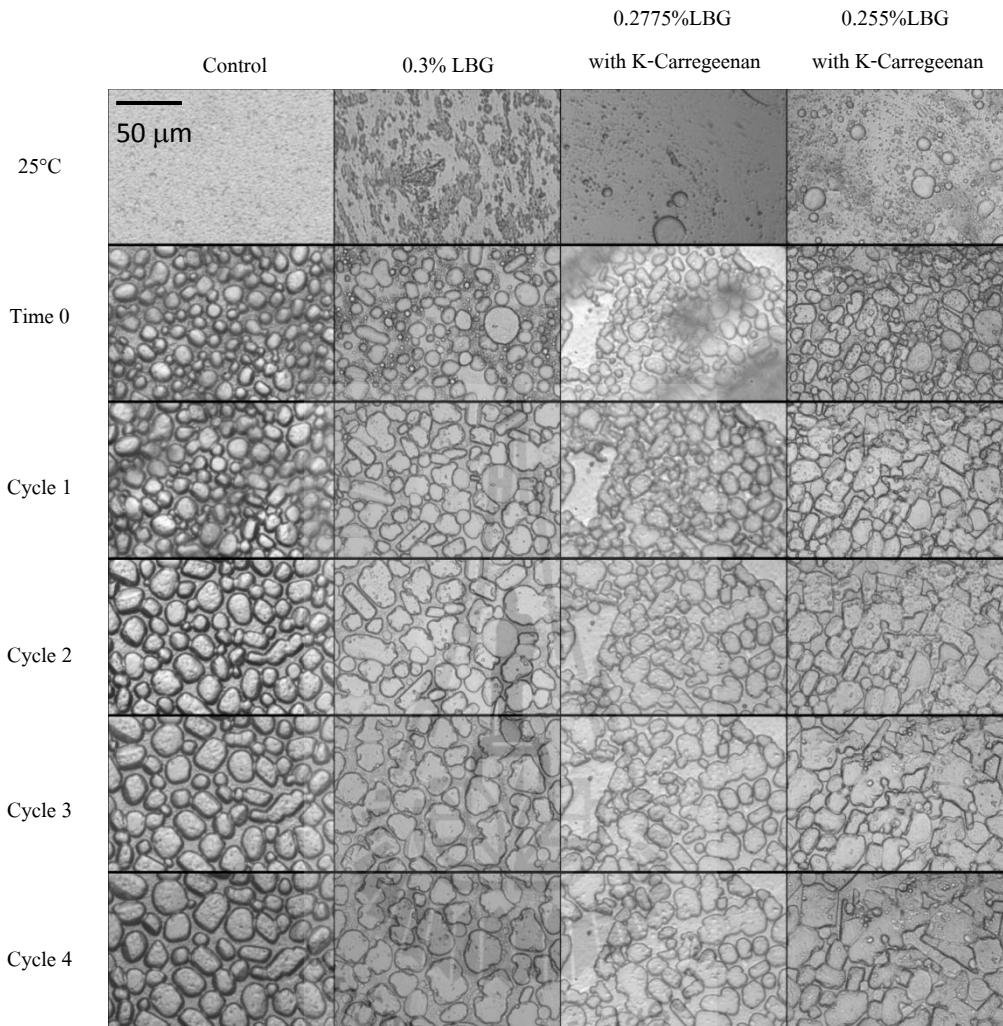 0.2775%LBG
0.255%LBG
Control
0.3% LBG
with K-Carregeenan
with K-Carregeenan
50 μm
25°C
Time 0
Cycle 1
Cycle 2
Cycle 3
Cycle 4